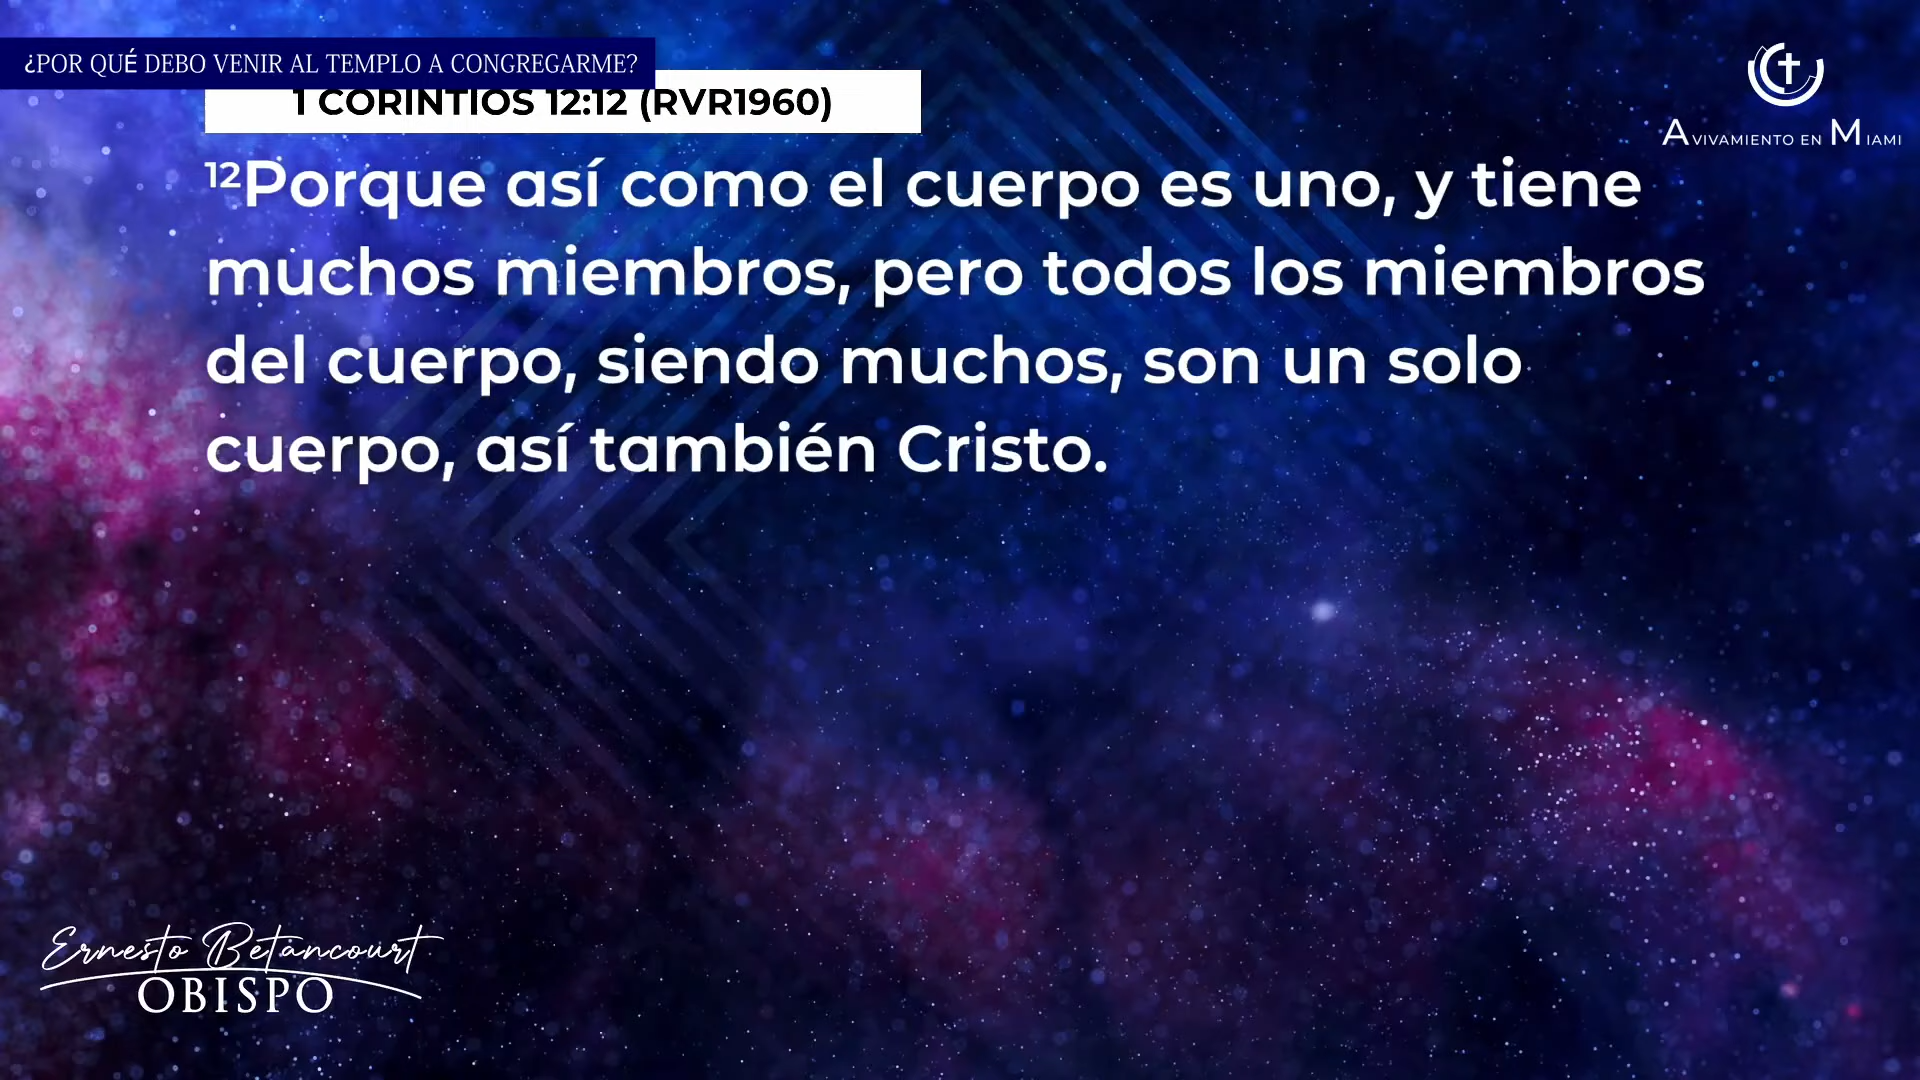 ¿POR QUÉ DEBO VENIR AL TEMPLO A CONGREGARME?
1 CORINTIOS 12:12 (RVR1960)
AVIVAMIENTO EN MIAMI
12Porque así como el cuerpo es uno, y tiene
muchos miembros, pero todos los miembros
del cuerpo, siendo muchos, son un solo
cuerpo, así también Cristo.
Ernesto Betancourt
OBISPO